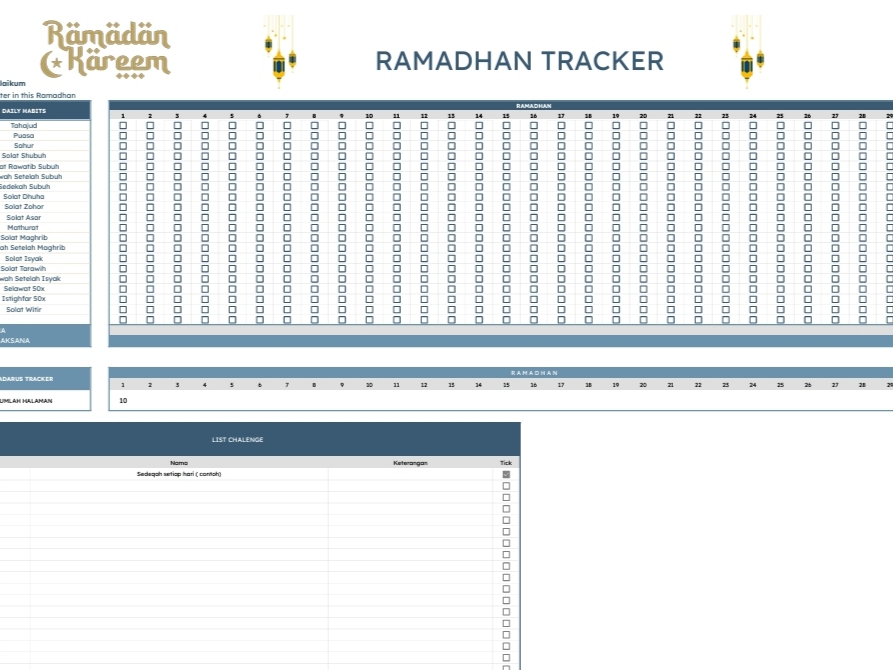 Ramadan
Kareem
RAMADHAN TRACKER
laikum
ter in this Ramadhan
DAILY HABITS
RAMADHAN
1 2 3 4 5 6 7 8 9 10 11 12 13 14 15 16 17 18 19 20 21 22 23 24 25 26 27 28 29
Tahajud
Puasa
Sahur
Solat Shubuh
at Rawatib Subuh
wah Setelah Subuh
Sedekah Subuh
Solat Dhuha
Solat Zohor
Solat Asar
Mathurat
Solat Maghrib
ah Setelah Maghrib
Solat Isyak
Solat Tarawih
wah Setelah Isyak
Selawat 50x
Istighfar 50x
Solat Witir
A
AKSANA
ADARUS TRACKER
RAMADHAN
1 2 3 4 5 6 7 8 9 10 11 12 13 14 15 16 17 18 19 20 21 22 23 24 25 26 27 28 29
UMLAH HALAMAN
10
LIST CHALENGE
Nama Keterangan Tick
Sedeqah setiap hari ( contoh)